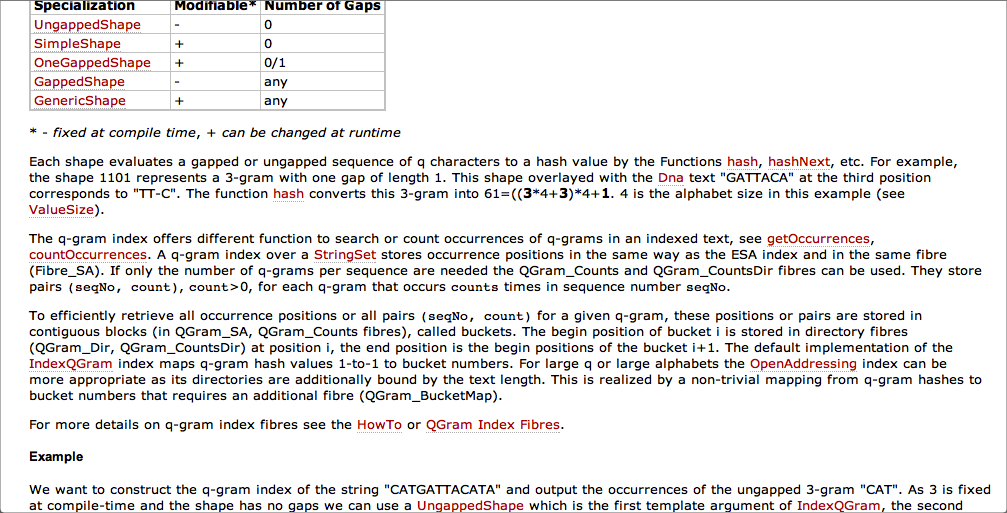 Specialization Modifiable* Number of Gaps
UngappedShape - 0
SimpleShape + 0
OneGappedShape + 0/1
GappedShape - any
GenericShape + any
* - fixed at compile time, + can be changed at runtime
Each shape evaluates a gapped or ungapped sequence of q characters to a hash value by the Functions hash, hashNext, etc. For example,
the shape 1101 represents a 3-gram with one gap of length 1. This shape overlayed with the Dna text "GATTACA" at the third position
corresponds to "TT-C". The function hash converts this 3-gram into 61=((3*4+3)*4+1. 4 is the alphabet size in this example (see
ValueSize).
The q-gram index offers different function to search or count occurrences of q-grams in an indexed text, see getOccurrences,
countOccurrences. A q-gram index over a StringSet stores occurrence positions in the same way as the ESA index and in the same fibre
(Fibre_SA). If only the number of q-grams per sequence are needed the QGram_Counts and QGram_CountsDir fibres can be used. They store
pairs (seqNo, count), count>0, for each q-gram that occurs counts times in sequence number seqNo.
To efficiently retrieve all occurrence positions or all pairs (seqNo, count) for a given q-gram, these positions or pairs are stored in
contiguous blocks (in QGram_SA, QGram_Counts fibres), called buckets. The begin position of bucket i is stored in directory fibres
(QGram_Dir, QGram_CountsDir) at position i, the end position is the begin positions of the bucket i+1. The default implementation of the
IndexQGram index maps q-gram hash values 1-to-1 to bucket numbers. For large q or large alphabets the OpenAddressing index can be
more appropriate as its directories are additionally bound by the text length. This is realized by a non-trivial mapping from q-gram hashes to
bucket numbers that requires an additional fibre (QGram_BucketMap).
For more details on q-gram index fibres see the HowTo or QGram Index Fibres.
Example
We want to construct the q-gram index of the string "CATGATTACATA" and output the occurrences of the ungapped 3-gram "CAT". As 3 is fixed
at compile-time and the shape has no gaps we can use a UngappedShape which is the first template argument of IndexQGram, the second